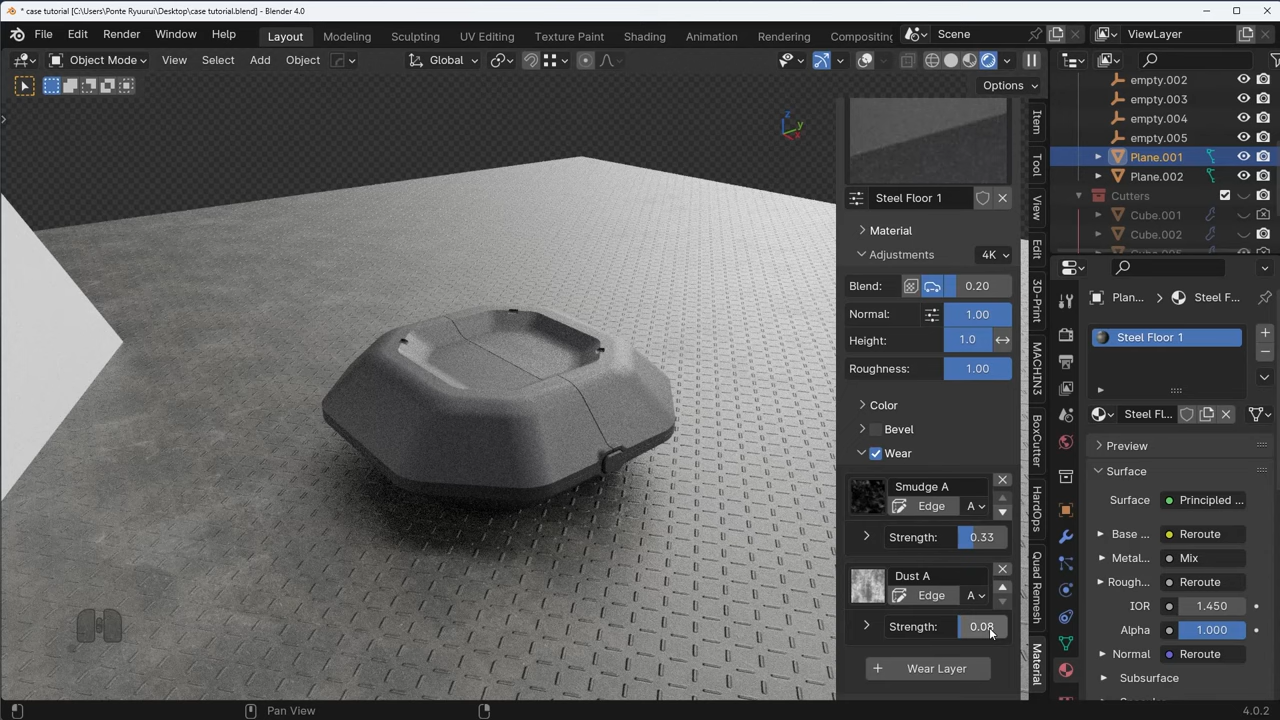 * case tutorial [C:\Users\Ponte Ryuurui\Desktop\case tutorial.blend] - Blender 4.0
File Edit Render Window Help Layout Modeling Sculpting UV Editing Texture Paint Shading Animation Rendering Compositing Scene ViewLayer
Object Mode View Select Add Object Global
Options
Z
Y
Item
Tool
View
Edit
3D-Print
MACHIN3
BoxCutter
HardOps
Quad Remesh
Material
Steel Floor 1
Material
Adjustments 4K
Blend: 0.20
Normal: 1.00
Height: 1.0
Roughness: 1.00
Color
Bevel
Wear
Smudge A
Edge A
Strength: 0.33
Dust A
Edge A
Strength: 0.08
+ Wear Layer
empty.002
empty.003
empty.004
empty.005
Plane.001
Plane.002
Cutters
Cube.001
Cube.002
Plan... > Steel F...
Steel Floor 1
Steel Fl...
Preview
Surface
Surface Principled ...
Base ... Reroute
Metal... Mix
Rough... Reroute
IOR 1.450
Alpha 1.000
Normal Reroute
Subsurface
Pan View
4.0.2